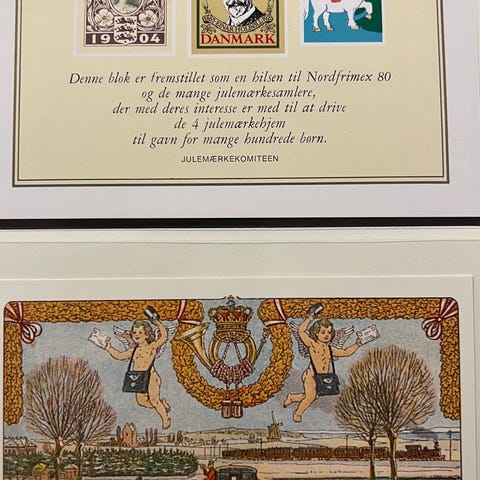 1904
DANMARK
Denne blok er fremstillet som en hilsen til Nordfrimex 80
og de mange julemærkesamlere,
der med deres interesse er med til at drive
de 4 julemærkehjem
til gavn for mange hundrede børn.
JULEMÆRKEKOMITEEN